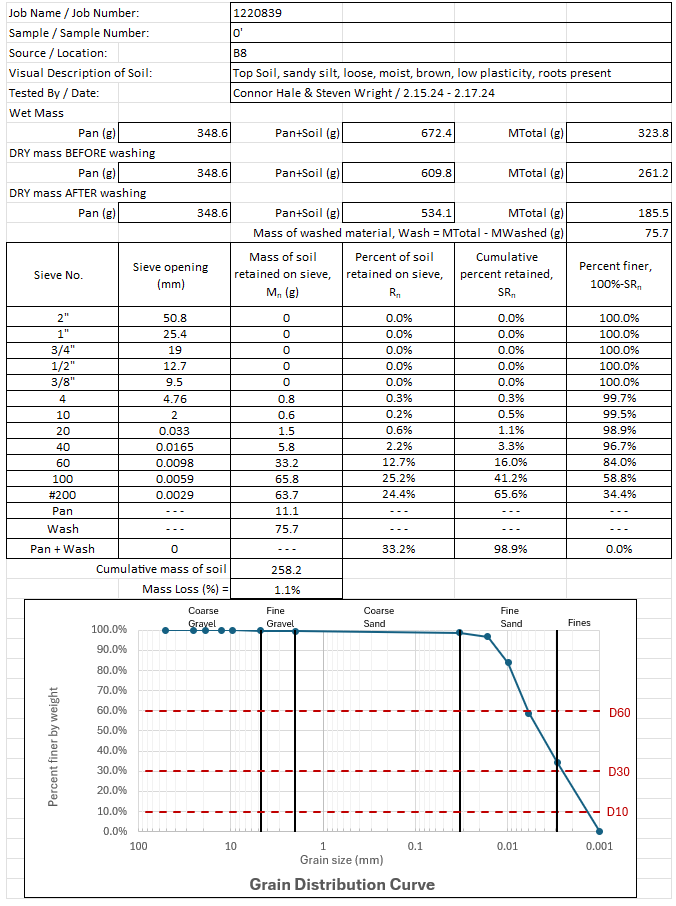 Job Name / Job Number: 1220839
Sample / Sample Number: 0'
Source / Location: B8
Visual Description of Soil: Top Soil, sandy silt, loose, moist, brown, low plasticity, roots present
Tested By / Date: Connor Hale & Steven Wright / 2.15.24 - 2.17.24
Wet Mass
Pan (g) 348.6 Pan+Soil (g) 672.4 MTotal (g) 323.8
DRY mass BEFORE washing
Pan (g) 348.6 Pan+Soil (g) 609.8 MTotal (g) 261.2
DRY mass AFTER washing
Pan (g) 348.6 Pan+Soil (g) 534.1 MTotal (g) 185.5
Mass of washed material, Wash = MTotal - MWashed (g) 75.7
Sieve No. Sieve opening (mm) Mass of soil retained on sieve, Mₙ (g) Percent of soil retained on sieve, Rₙ Cumulative percent retained, SRₙ Percent finer, 100%-SRₙ
2" 50.8 0 0.0% 0.0% 100.0%
1" 25.4 0 0.0% 0.0% 100.0%
3/4" 19 0 0.0% 0.0% 100.0%
1/2" 12.7 0 0.0% 0.0% 100.0%
3/8" 9.5 0 0.0% 0.0% 100.0%
4 4.76 0.8 0.3% 0.3% 99.7%
10 2 0.6 0.2% 0.5% 99.5%
20 0.033 1.5 0.6% 1.1% 98.9%
40 0.0165 5.8 2.2% 3.3% 96.7%
60 0.0098 33.2 12.7% 16.0% 84.0%
100 0.0059 65.8 25.2% 41.2% 58.8%
#200 0.0029 63.7 24.4% 65.6% 34.4%
Pan - - - 11.1 - - - - - - - - -
Wash - - - 75.7 - - - - - - - - -
Pan + Wash 0 - - - 33.2% 98.9% 0.0%
Cumulative mass of soil 258.2
Mass Loss (%) = 1.1%
Coarse Gravel
Fine Gravel
Coarse Sand
Fine Sand
Fines
100.0%
90.0%
80.0%
70.0%
60.0%
50.0%
40.0%
30.0%
20.0%
10.0%
0.0%
Percent finer by weight
D60
D30
D10
100 10 1 0.1 0.01 0.001
Grain size (mm)
Grain Distribution Curve